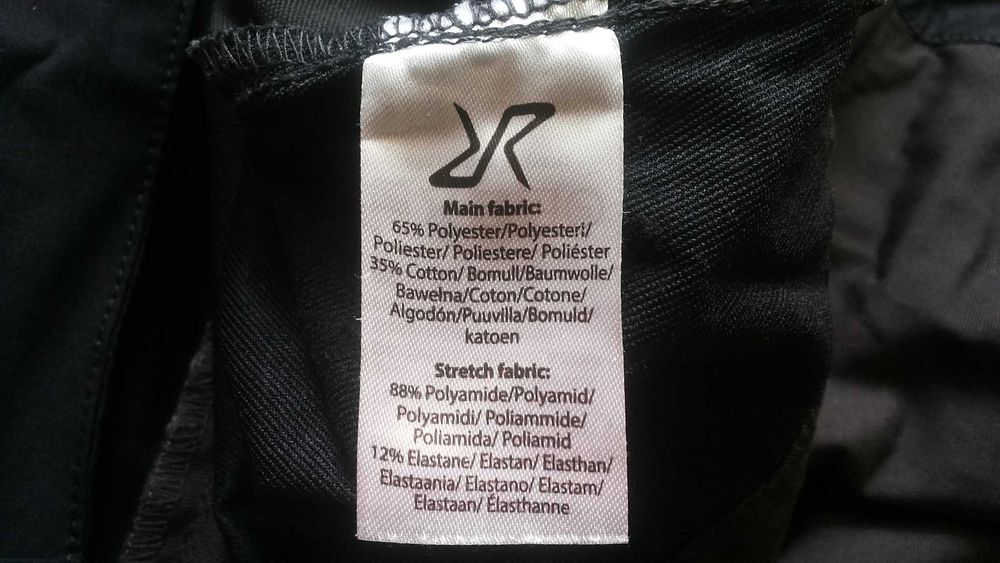 Main fabric:
65% Polyester/Polyesteri/
Poliester/ Poliestere/ Poliéster
35% Cotton/ Bomull/Baumwolle/
Bawełna/Coton/Cotone/
Algodón/Puuvilla/Bomuld/
katoen
Stretch fabric:
88% Polyamide/Polyamid/
Polyamidi/ Poliammide/
Poliamida/ Poliamid
12% Elastane/ Elastan/ Elasthan/
Elastaania/ Elastano/ Elastam/
Elastaan/ Élasthanne